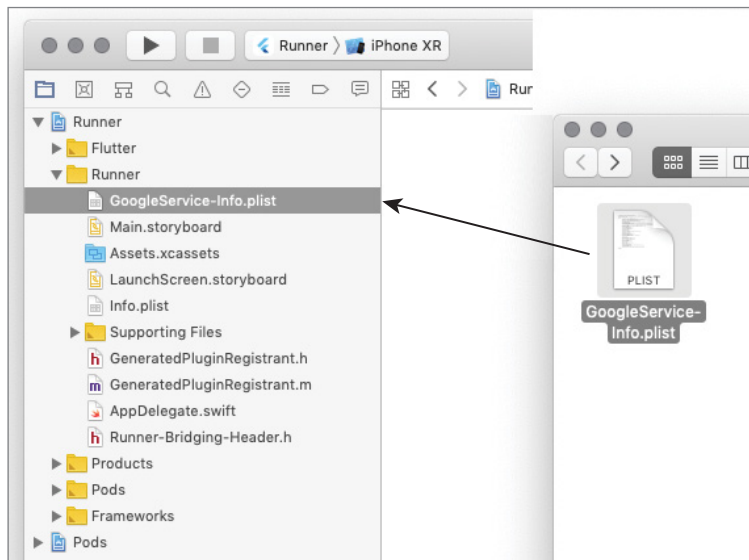 Runner iPhone XR
Run
Runner
Flutter
Runner
GoogleService-Info.plist
Main.storyboard
Assets.xcassets
LaunchScreen.storyboard
Info.plist
Supporting Files
h GeneratedPluginRegistrant.h
m GeneratedPluginRegistrant.m
AppDelegate.swift
h Runner-Bridging-Header.h
Products
Pods
Frameworks
Pods
PLIST
GoogleService-
Info.plist